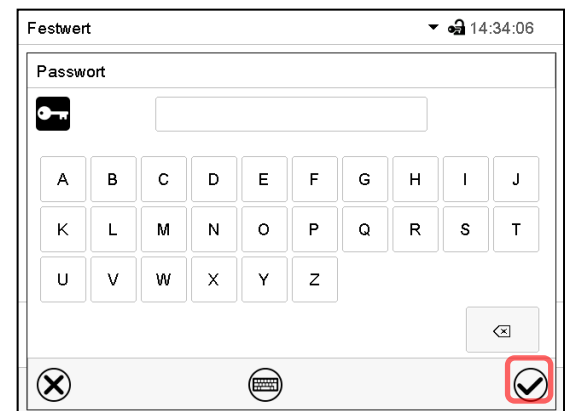 Festwert 14:34:06
Passwort
A B C D E F G H I J
K L M N O P Q R S T
U V W X Y Z